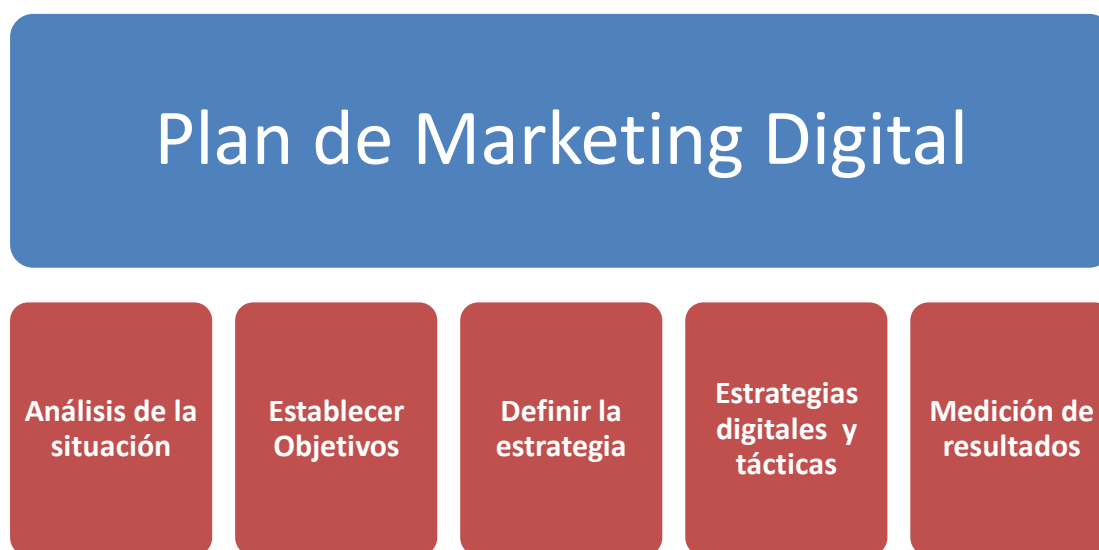 Plan de Marketing Digital
Análisis de la
situación
Establecer
Objetivos
Definir la
estrategia
Estrategias
digitales y
tácticas
Medición de
resultados